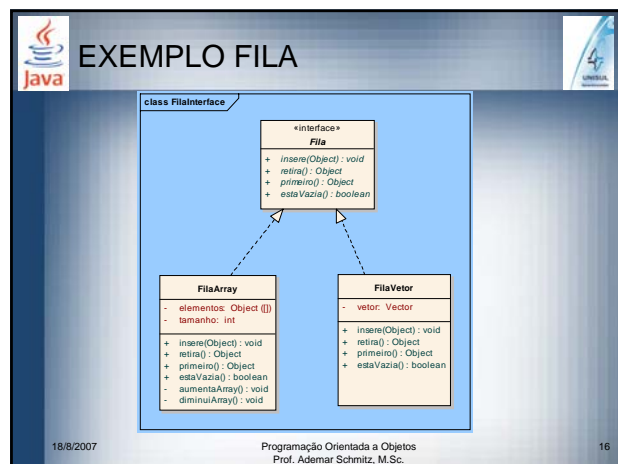 Java
EXEMPLO FILA
UNISUL
class FilaInterface
«interface»
Fila
+ insere(Object) : void
+ retira() : Object
+ primeiro() : Object
+ estaVazia() : boolean
FilaArray
- elementos: Object ([])
- tamanho: int
+ insere(Object) : void
+ retira() : Object
+ primeiro() : Object
+ estaVazia() : boolean
- aumentaArray() : void
- diminuiArray() : void
FilaVetor
- vetor: Vector
+ insere(Object) : void
+ retira() : Object
+ primeiro() : Object
+ estaVazia() : boolean
18/8/2007
Programação Orientada a Objetos
Prof. Ademar Schmitz, M.Sc.
16